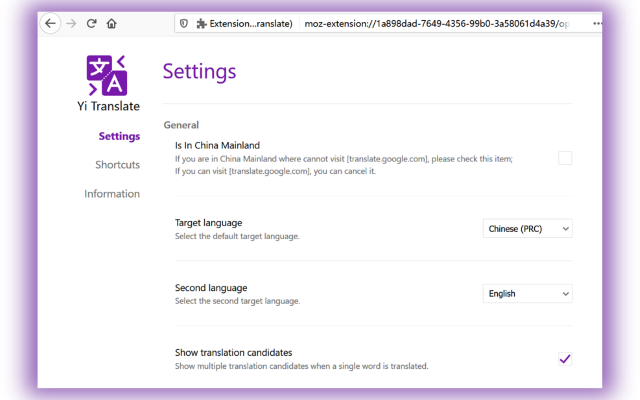 Extension...ranslate) moz-extension://1a898dad-7649-4356-99b0-3a58061d4a39/op ...
文
A
Yi Translate
Settings
Settings
Shortcuts
Information
General
Is In China Mainland
If you are in China Mainland where cannot visit [translate.google.com], please check this item;
If you can visit [translate.google.com], you can cancel it.
Target language
Select the default target language.
Chinese (PRC)
Second language
Select the second target language.
English
Show translation candidates
Show multiple translation candidates when a single word is translated.